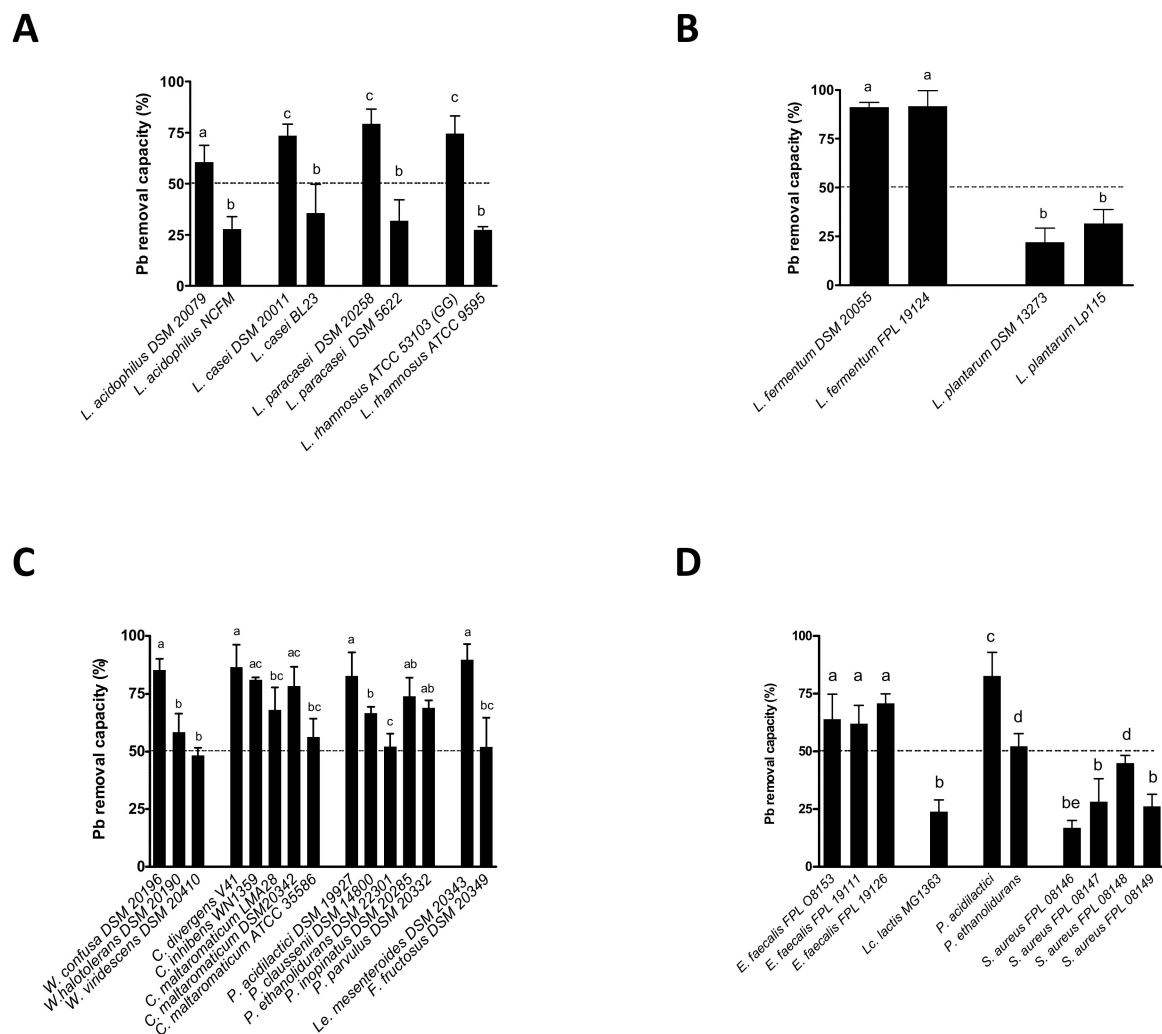 A
Pb removal capacity (%)
100
75
50
25
0
a
b
c
b
c
b
c
b
L. acidophilus DSM 20079
L. acidophilus NCFM
L. casei DSM 20011
L. casei BL23
L. paracasei DSM 20258
L. paracasei DSM 5622
L. rhamnosus ATCC 53103 (GG)
L. rhamnosus ATCC 9595
B
Pb removal capacity (%)
100
75
50
25
0
a
a
b
b
L. fermentum DSM 20055
L. fermentum FPL 19124
L. plantarum DSM 13273
L. plantarum Lp115
C
Pb removal capacity (%)
100
75
50
25
0
a
b
b
a
ac
bc
ac
bc
a
b
c
ab
ab
a
bc
W. confusa DSM 20196
W.halotolerans DSM 20190
W. viridescens DSM 20410
C. divergens V41
C. inhibens WN1359
C. maltaromaticum LMA28
C. maltaromaticum DSM20342
C. maltaromaticum ATCC 35586
P. acidilactici DSM 19927
P. claussenii DSM 14800
P. ethanolidurans DSM 22301
P. inopinatus DSM 20285
P. parvulus DSM 20332
Le. mesenteroides DSM 20343
F. fructosus DSM 20349
D
Pb removal capacity (%)
100
75
50
25
0
a
a
a
b
c
d
be
b
d
b
E. faecalis FPL O8153
E. faecalis FPL 19111
E. faecalis FPL 19126
Lc. lactis MG1363
P. acidilactici
P. ethanolidurans
S. aureus FPL 08146
S. aureus FPL 08147
S. aureus FPL 08148
S. aureus FPL 08149